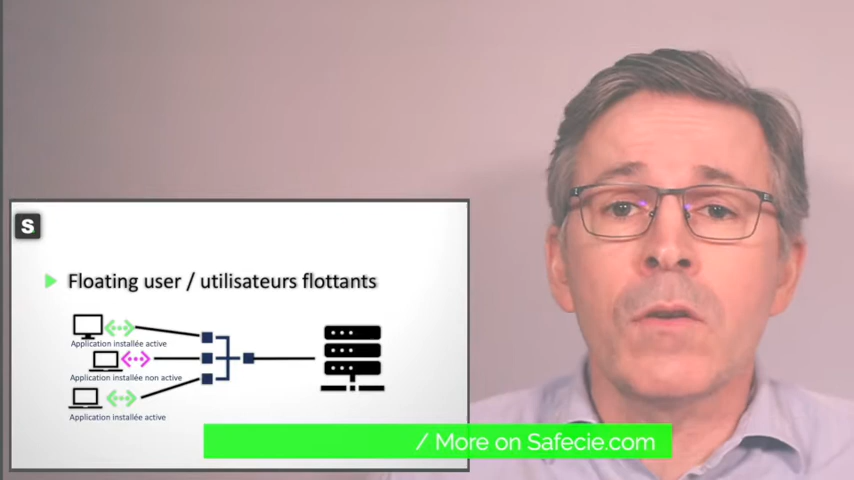 S
Floating user / utilisateurs flottants
Application installée active
Application installée non active
Application installée active
/ More on Safecie.com